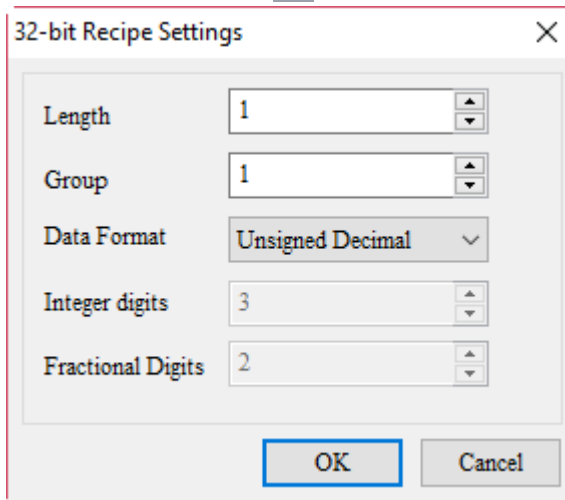 32-bit Recipe Settings
Length 1
Group 1
Data Format Unsigned Decimal
Integer digits 3
Fractional Digits 2
OK Cancel